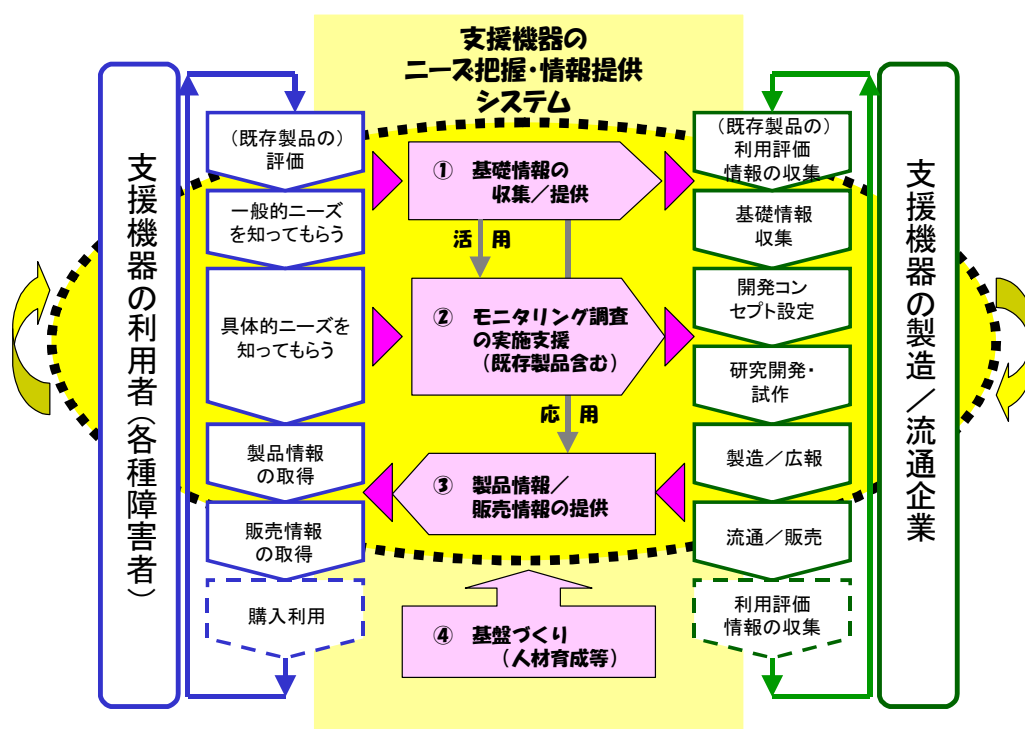 支援機器の
ニーズ把握・情報提供
システム
支援機器の利用者(各種障害者)
(既存製品の)
評価
一般的ニーズ
を知ってもらう
具体的ニーズを
知ってもらう
製品情報
の取得
販売情報
の取得
購入利用
① 基礎情報の
収集/提供
活 用
② モニタリング調査
の実施支援
(既存製品含む)
応 用
③ 製品情報/
販売情報の提供
④ 基盤づくり
(人材育成等)
(既存製品の)
利用評価
情報の収集
基礎情報
収集
開発コン
セプト設定
研究開発・
試作
製造/広報
流通/販売
利用評価
情報の収集
支援機器の製造/流通企業